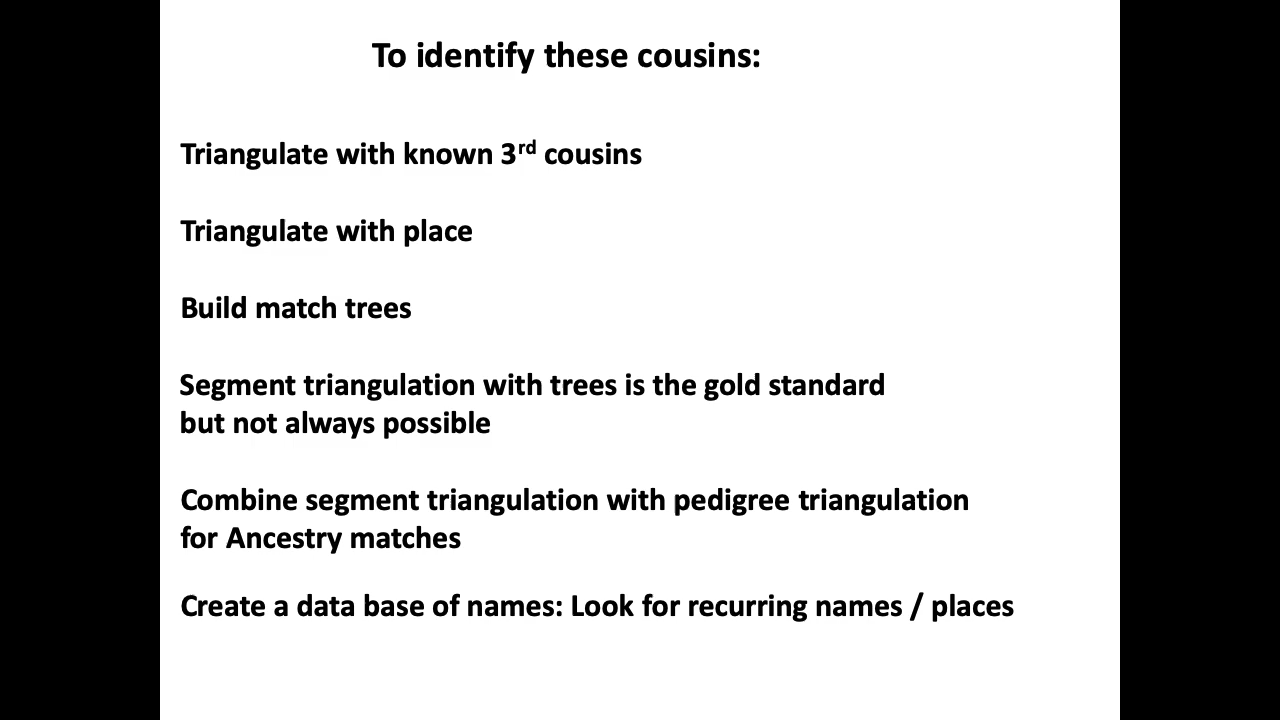 To identify these cousins:
Triangulate with known 3rd cousins
Triangulate with place
Build match trees
Segment triangulation with trees is the gold standard
but not always possible
Combine segment triangulation with pedigree triangulation
for Ancestry matches
Create a data base of names: Look for recurring names / places